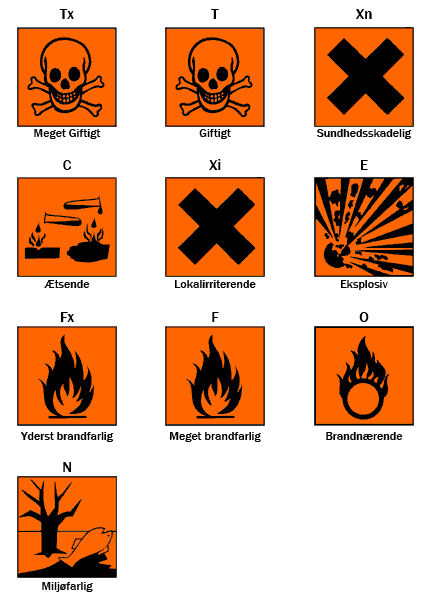 Tx T Xn
Meget Giftigt Giftigt Sundhedsskadelig
C Xi E
Ætsende Lokalirriterende Eksplosiv
Fx F O
Yderst brandfarlig Meget brandfarlig Brandnærende
N
Miljøfarlig